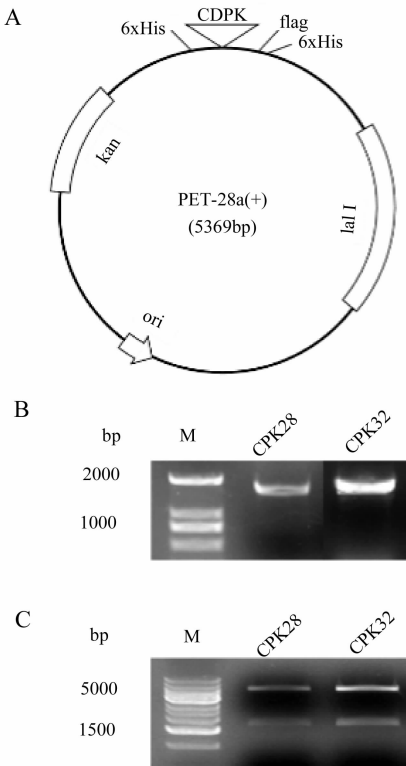 A
CDPK
6xHis
flag
6xHis
kan
PET-28a(+)
(5369bp)
lal I
ori
B
bp
M
CPK28
CPK32
2000
1000
C
bp
M
CPK28
CPK32
5000
1500